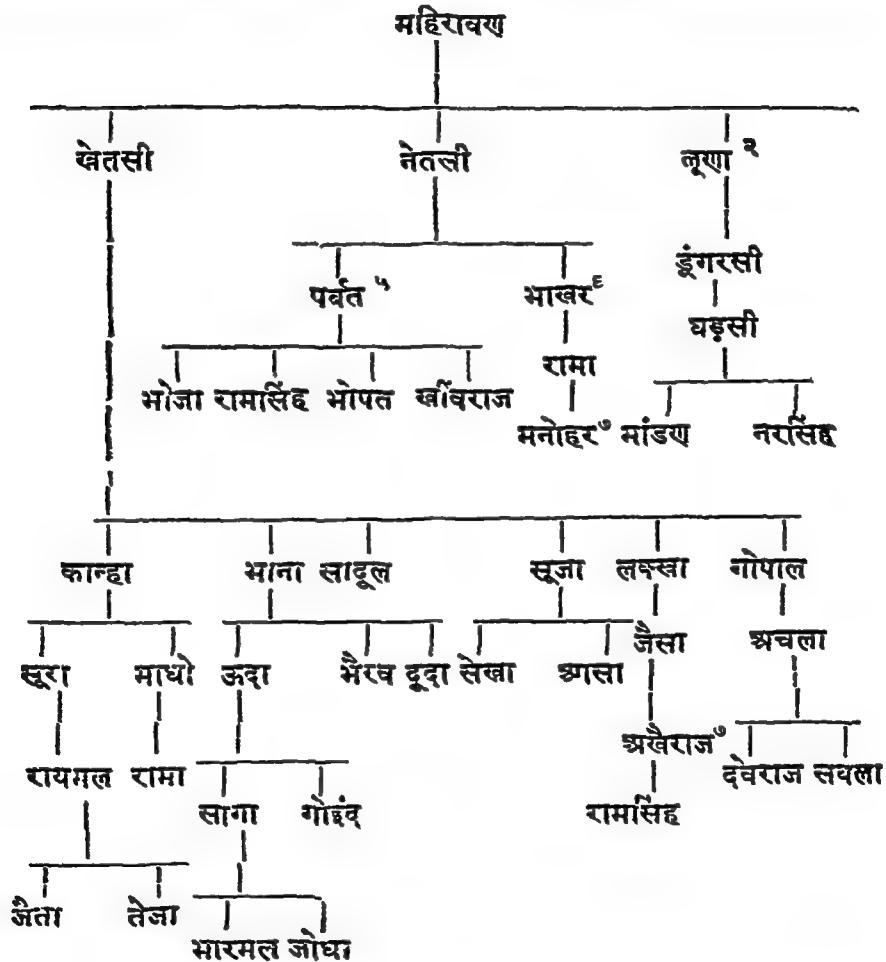 महिरावण
खेतसी नेतसी लूणा २
डूंगरसी
पर्वत ५ भाखर ६
घड़सी
रामा
भोजा रामसिंह भोपत खींवराज
मनोहर ७ मांडण नरसिंह
कान्हा भाना सादूल सूजा लक्खा गोपाल
जैसा अचला
सूरा माधो ऊदा भैरव दूदा सेखा आसा
अखैराज ७
रायमल रामा देवराज सवला
सागा गोइंद रामसिंह
जैता तेजा
भारमल जोधा